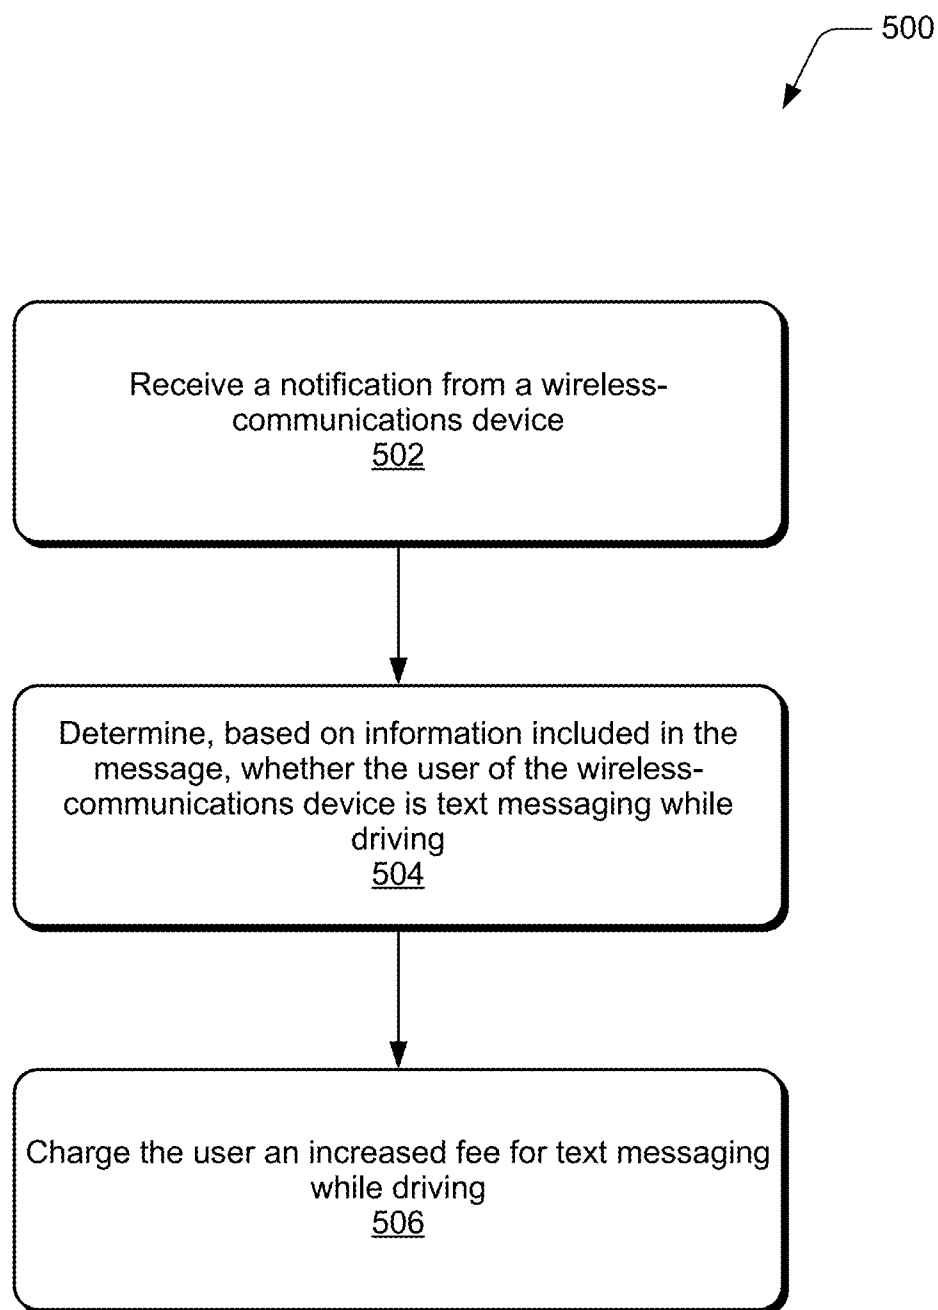 500
Receive a notification from a wireless-
communications device
502
Determine, based on information included in the
message, whether the user of the wireless-
communications device is text messaging while
driving
504
Charge the user an increased fee for text messaging
while driving
506